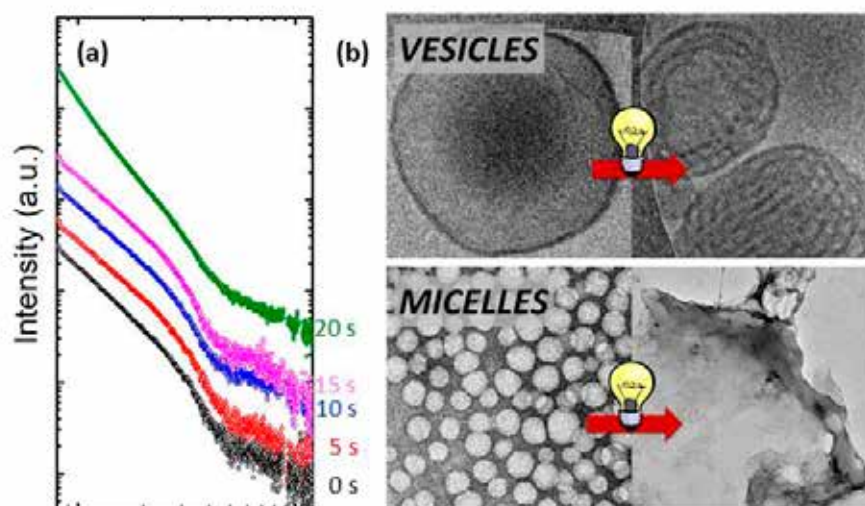 (a)
Intensity (a.u.)
20 s
15 s
10 s
5 s
0 s
(b)
VESICLES
MICELLES